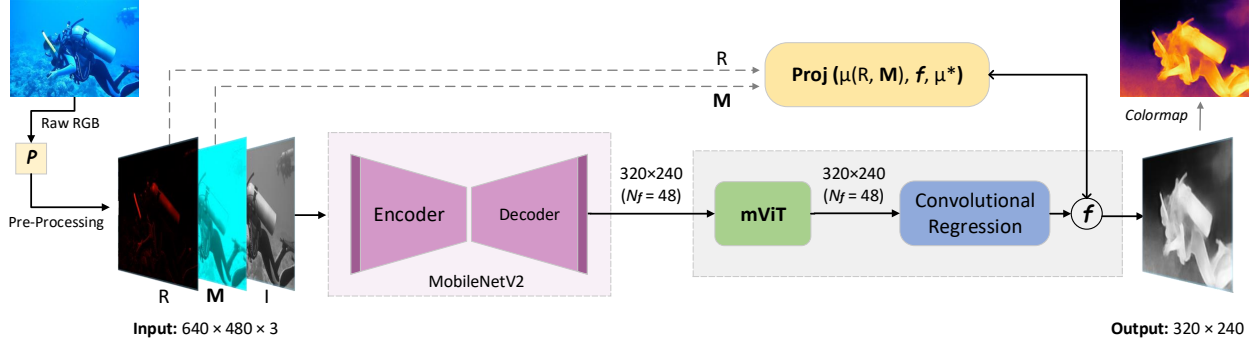 Raw RGB
P
Pre-Processing
R
M
I
Input: 640 × 480 × 3
Encoder
Decoder
MobileNetV2
R
M
Proj (μ(R, M), f, μ*)
320×240
(Nf = 48)
mViT
320×240
(Nf = 48)
Convolutional
Regression
f
Colormap
Output: 320 × 240